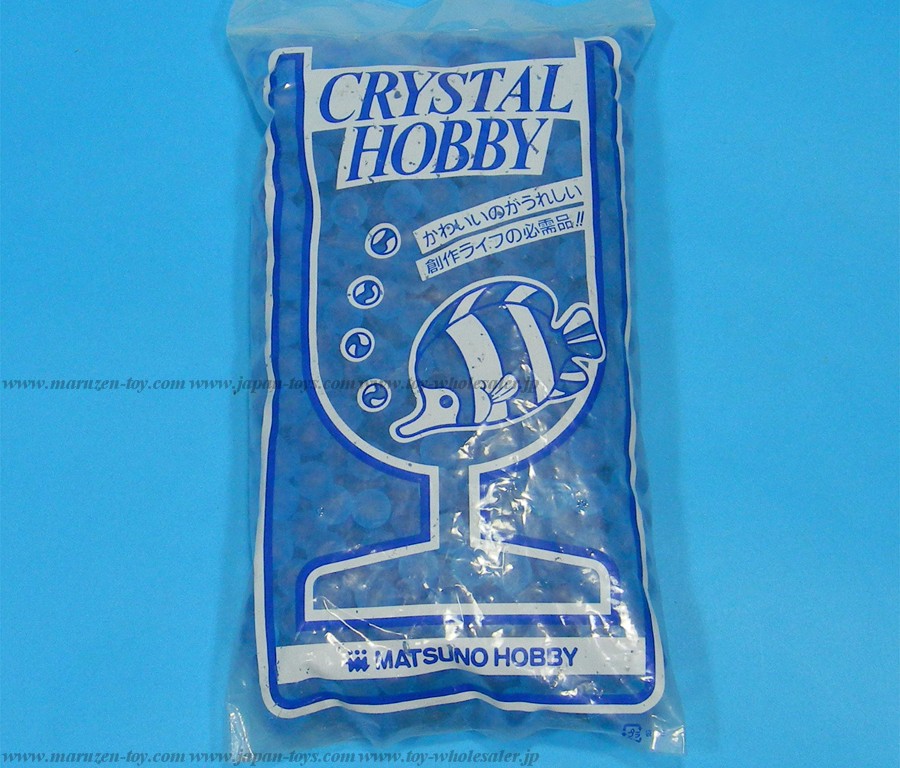 CRYSTAL
HOBBY
かわいいのがうれしい
創作ライフの必需品!!
www.maruzen-toy.com www.japan-toys.com www.toy-wholesaler.jp
MATSUNO HOBBY
www.maruzen-toy.com www.japan-toys.com www.toy-wholesaler.jp